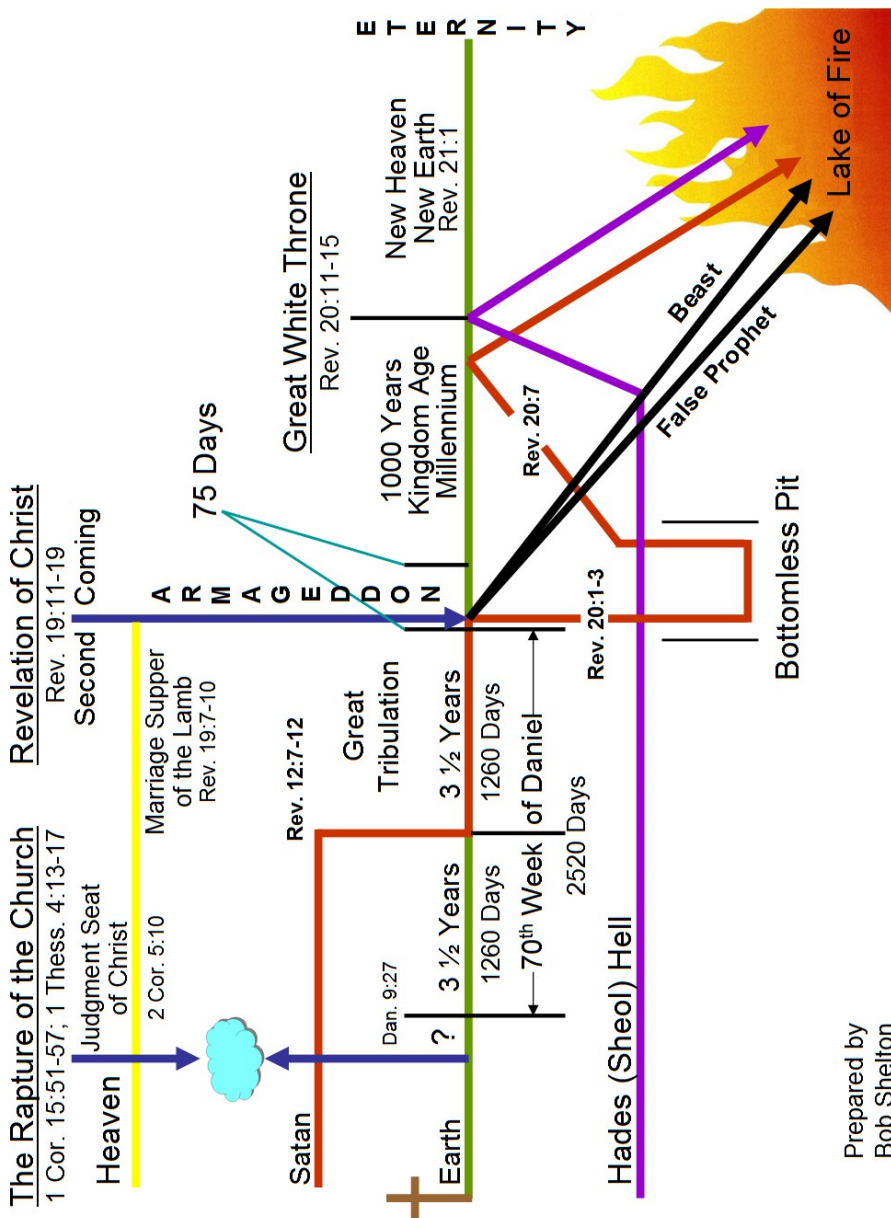 The Rapture of the Church
1 Cor. 15:51-57; 1 Thess. 4:13-17
Revelation of Christ
Rev. 19:11-19
Second Coming
Judgment Seat
of Christ
2 Cor. 5:10
Heaven
Marriage Supper
of the Lamb
Rev. 19:7-10
ARMAGEDDON
75 Days
Great White Throne
Rev. 20:11-15
ETERNITY
Satan
Rev. 12:7-12
Great
Tribulation
1000 Years
Kingdom Age
Millennium
New Heaven
New Earth
Rev. 21:1
Dan. 9:27
Earth
?
3 ½ Years
3 ½ Years
1260 Days
1260 Days
70th Week of Daniel
2520 Days
Rev. 20:1-3
Rev. 20:7
Beast
False Prophet
Hades (Sheol) Hell
Bottomless Pit
Lake of Fire
Prepared by
Bob Shelton